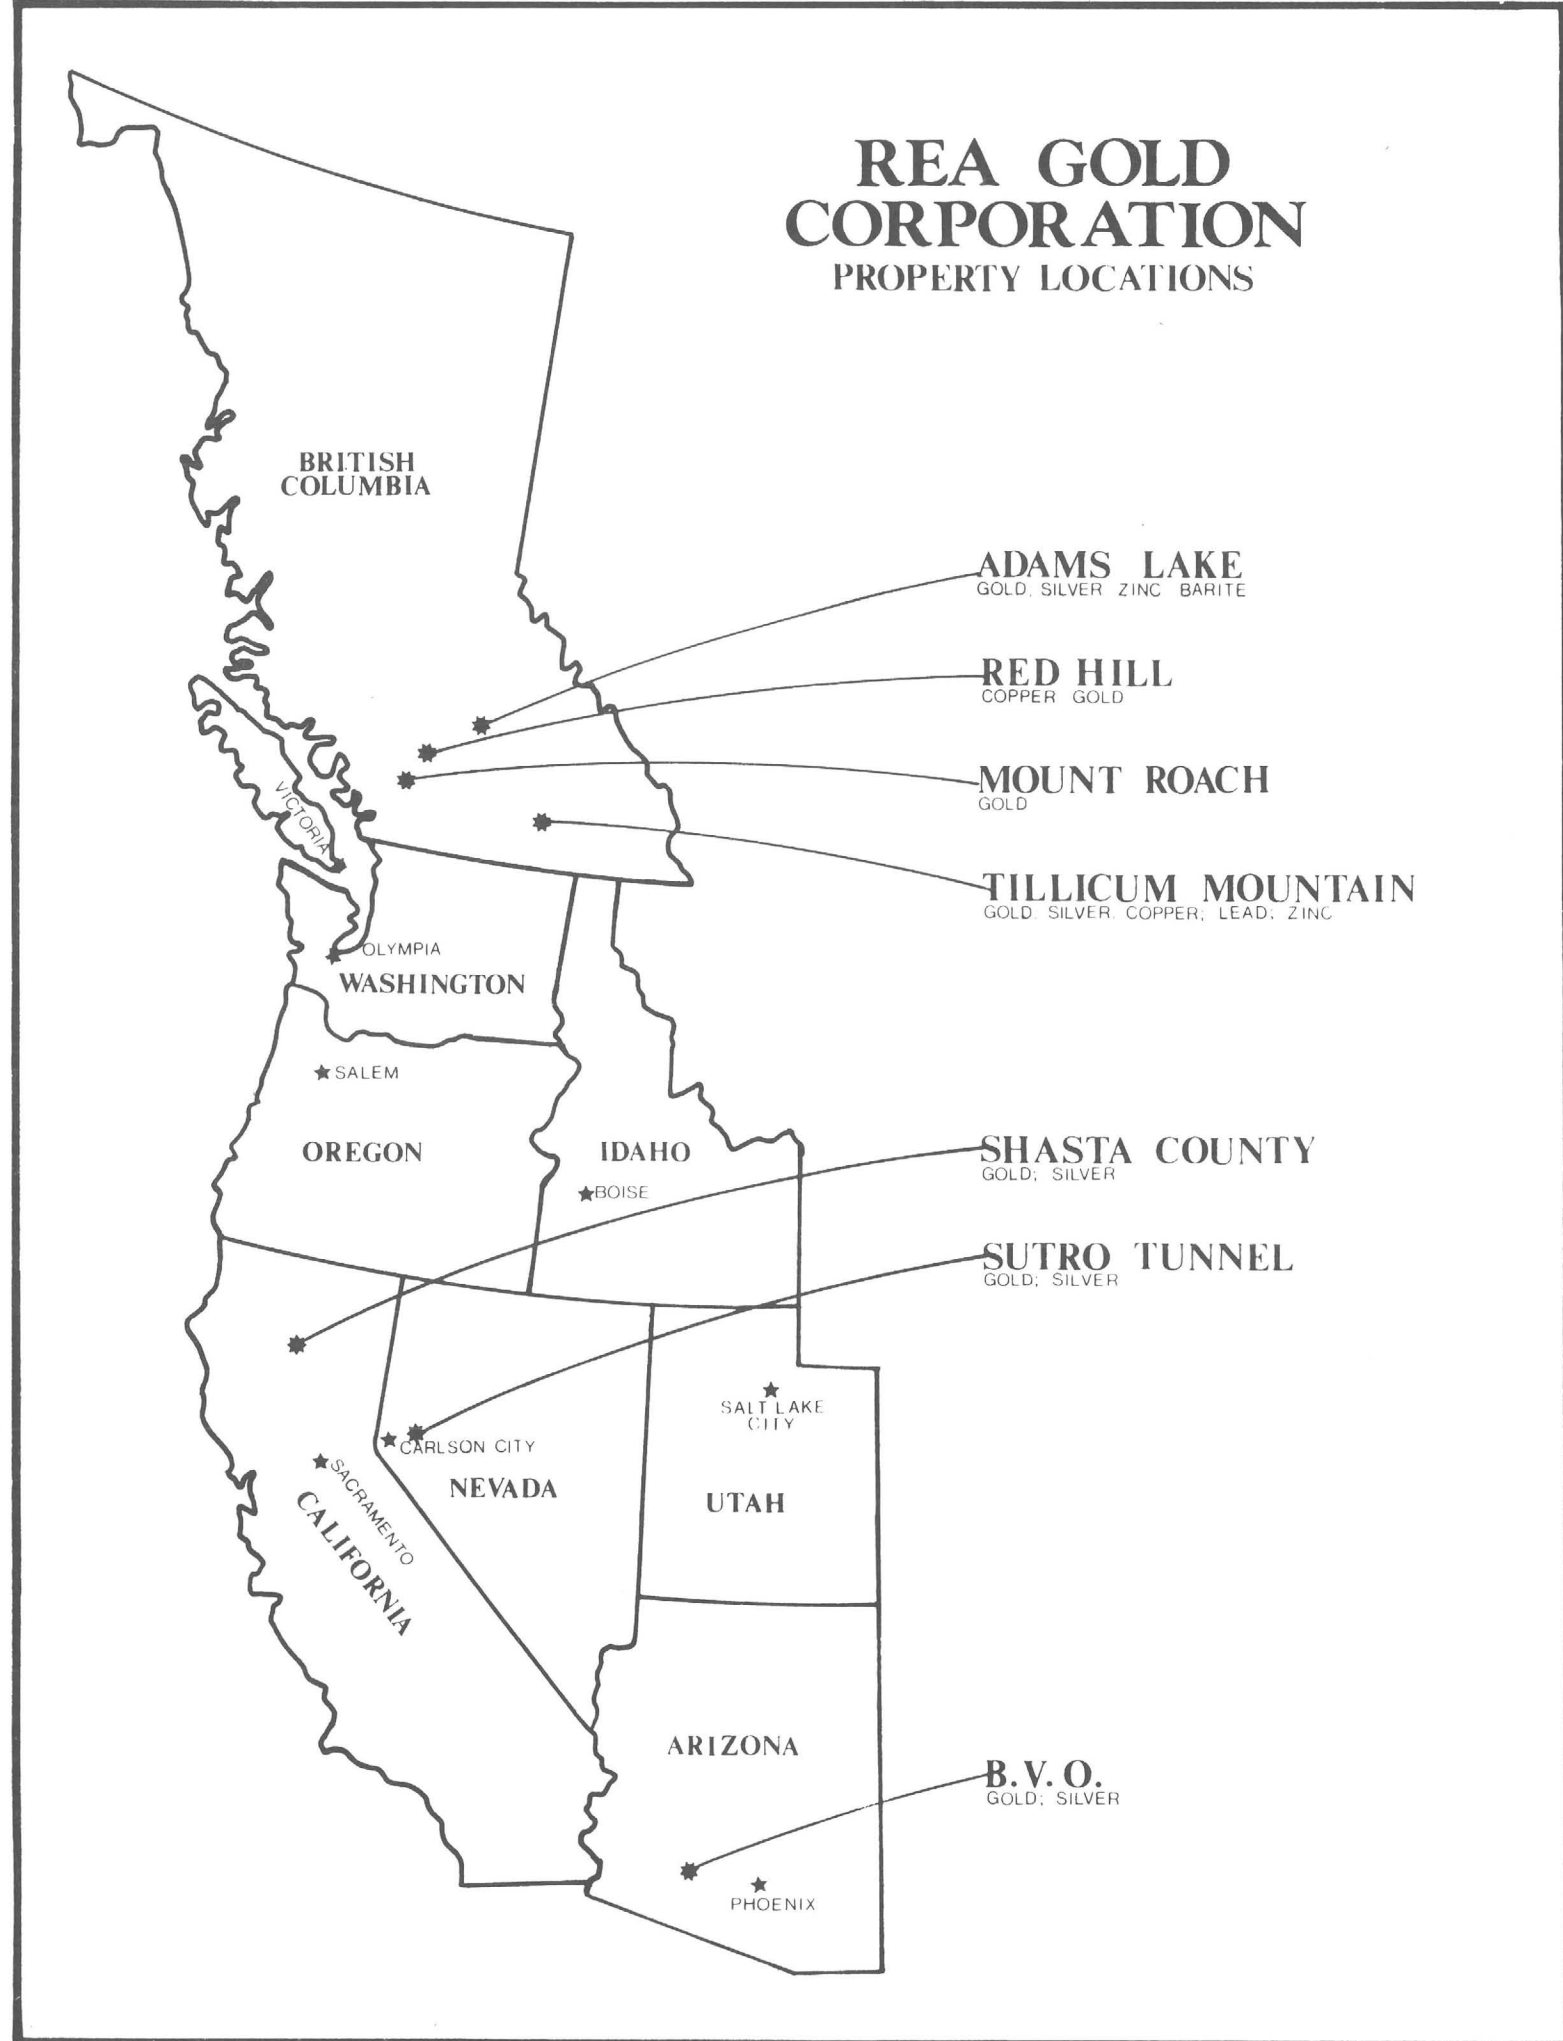 REA GOLD
CORPORATION
PROPERTY LOCATIONS
BRITISH
COLUMBIA
ADAMS LAKE
GOLD. SILVER ZINC BARITE
RED HILL
COPPER GOLD
MOUNT ROACH
GOLD
VICTORIA
TILLICUM MOUNTAIN
GOLD. SILVER. COPPER; LEAD; ZINC
OLYMPIA
WASHINGTON
SALEM
OREGON
IDAHO
BOISE
SHASTA COUNTY
GOLD; SILVER
SUTRO TUNNEL
GOLD; SILVER
SALT LAKE
CITY
CARLSON CITY
NEVADA
SACRAMENTO
CALIFORNIA
UTAH
ARIZONA
B.V.O.
GOLD; SILVER
PHOENIX